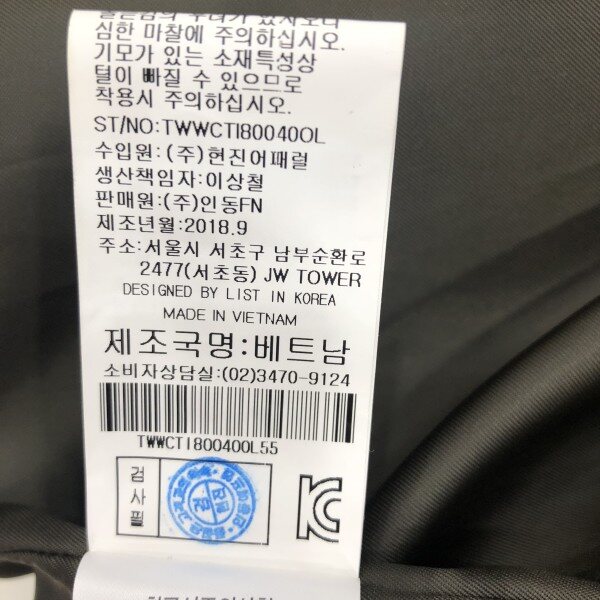 심한 마찰에 주의하십시오.
기모가 있는 소재특성상
털이 빠질 수 있으므로
착용시 주의하십시오.
ST/NO:TWWCTI80040OL
수입원:(주)현진어패럴
생산책임자:이상철
판매원:(주)인동FN
제조년월:2018.9
주소:서울시 서초구 남부순환로
2477(서초동) JW TOWER
DESIGNED BY LIST IN KOREA
MADE IN VIETNAM
제조국명:베트남
소비자상담실:(02)3470-9124
TWWCTI80040OL55
검사필